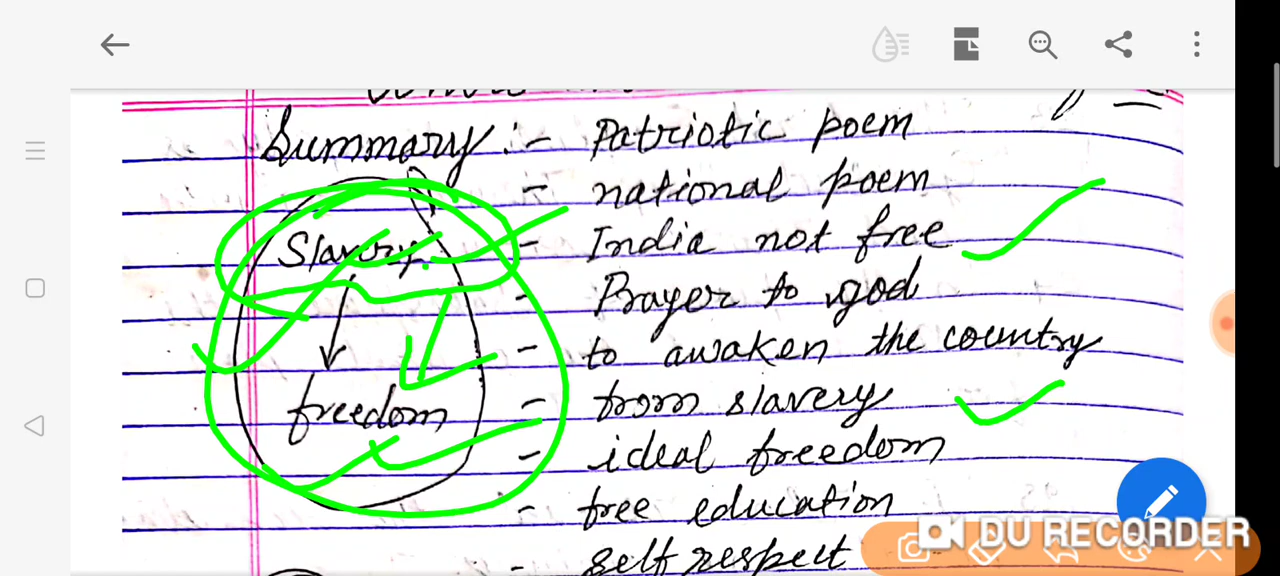 Summary :- Patriotic poem
- national poem
Slavery - India not free
- Prayer to god
- to awaken the country
freedom - from slavery
- ideal freedom
- free education
- self respect
DU RECORDER